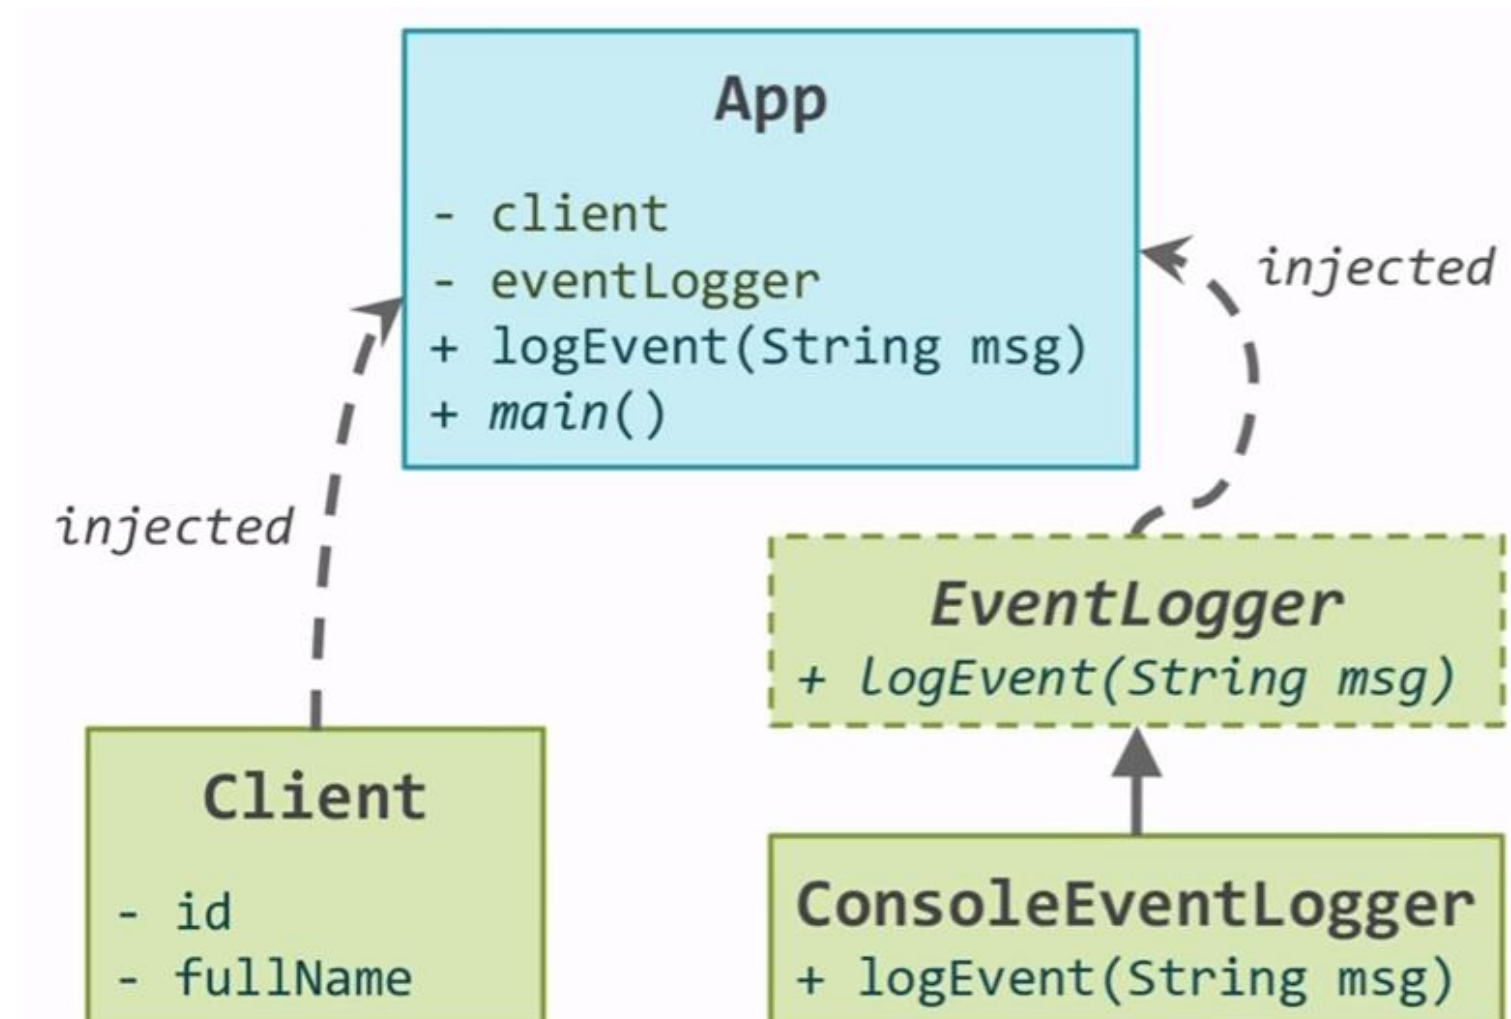 App
- client
- eventLogger
+ logEvent(String msg)
+ main()
injected
injected
EventLogger
+ logEvent(String msg)
Client
- id
- fullName
ConsoleEventLogger
+ logEvent(String msg)